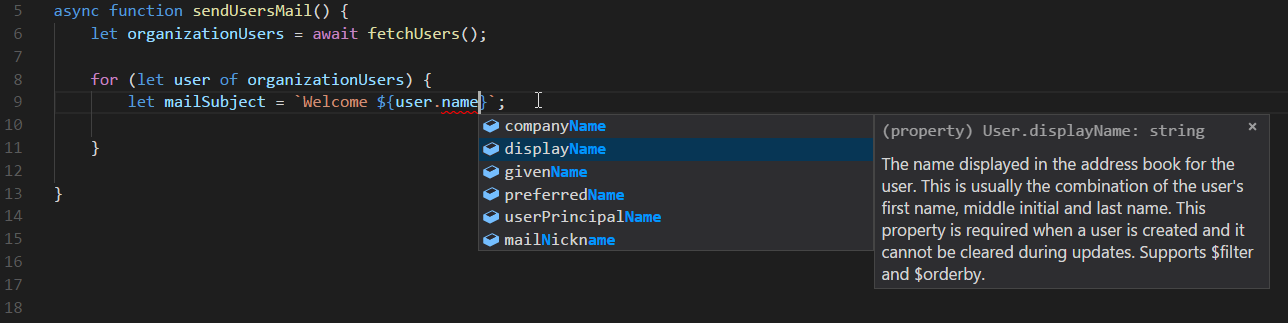 5 async function sendUsersMail() {
6 let organizationUsers = await fetchUsers();
7
8 for (let user of organizationUsers) {
9 let mailSubject = `Welcome ${user.name}`;
10
11 }
12
13 }
14
15
16
17
18
companyName
displayName
givenName
preferredName
userPrincipalName
mailNickname
(property) User.displayName: string ×
The name displayed in the address book for the
user. This is usually the combination of the user's
first name, middle initial and last name. This
property is required when a user is created and it
cannot be cleared during updates. Supports $filter
and $orderby.